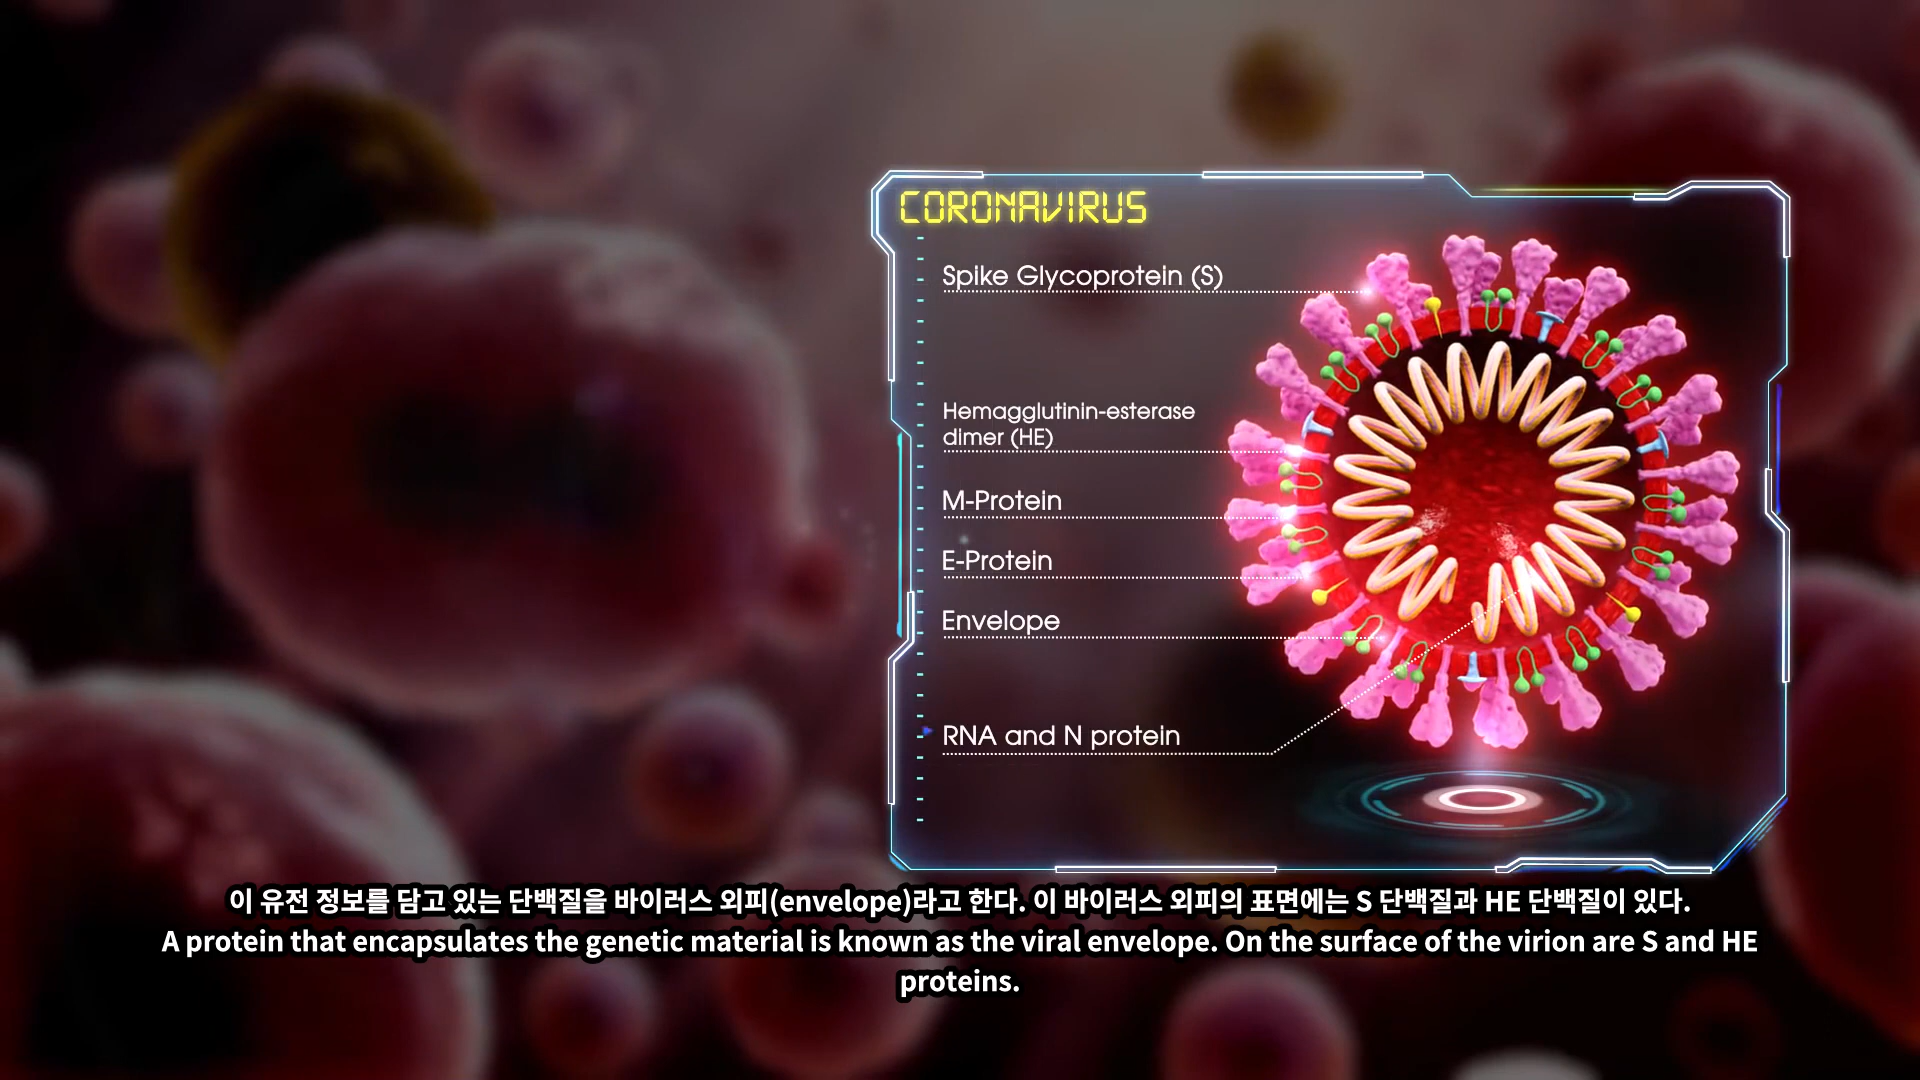 CORONAVIRUS
Spike Glycoprotein (S)
Hemagglutinin-esterase
dimer (HE)
M-Protein
E-Protein
Envelope
RNA and N protein
이 유전 정보를 담고 있는 단백질을 바이러스 외피(envelope)라고 한다. 이 바이러스 외피의 표면에는 S 단백질과 HE 단백질이 있다.
A protein that encapsulates the genetic material is known as the viral envelope. On the surface of the virion are S and HE
proteins.